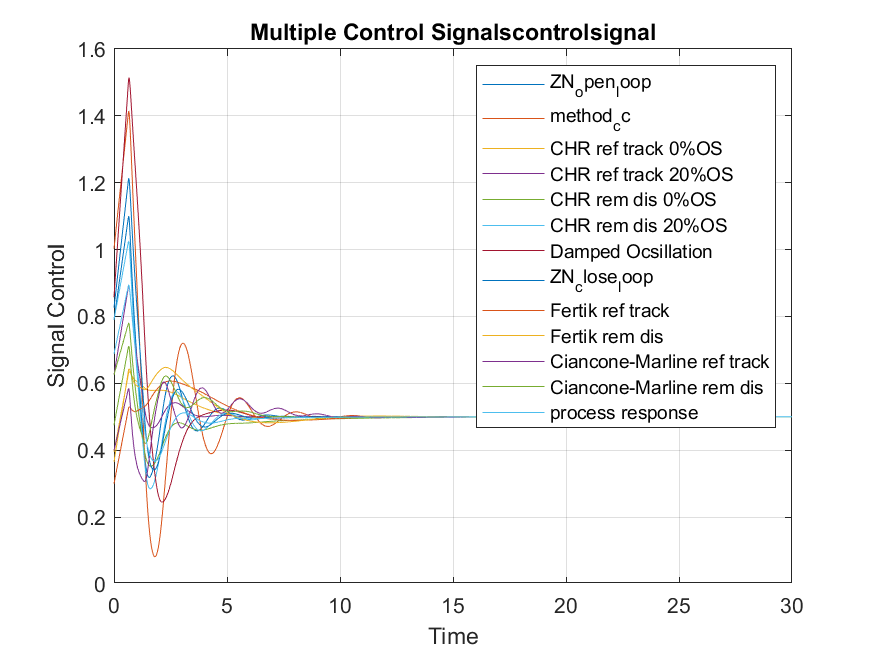 Multiple Control Signalscontrolsignal
1.6
1.4
1.2
1
0.8
0.6
0.4
0.2
0
Signal Control
ZNopenloop
methodcc
CHR ref track 0%OS
CHR ref track 20%OS
CHR rem dis 0%OS
CHR rem dis 20%OS
Damped Ocsillation
ZNcloseloop
Fertik ref track
Fertik rem dis
Ciancone-Marline ref track
Ciancone-Marline rem dis
process response
0 5 10 15 20 25 30
Time